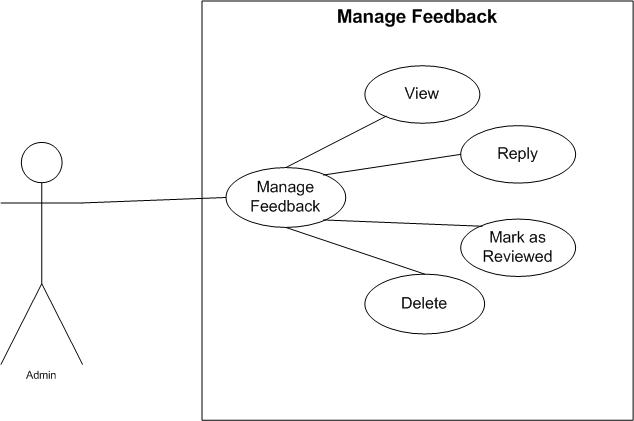 Manage Feedback
View
Reply
Manage
Feedback
Mark as
Reviewed
Delete
Admin